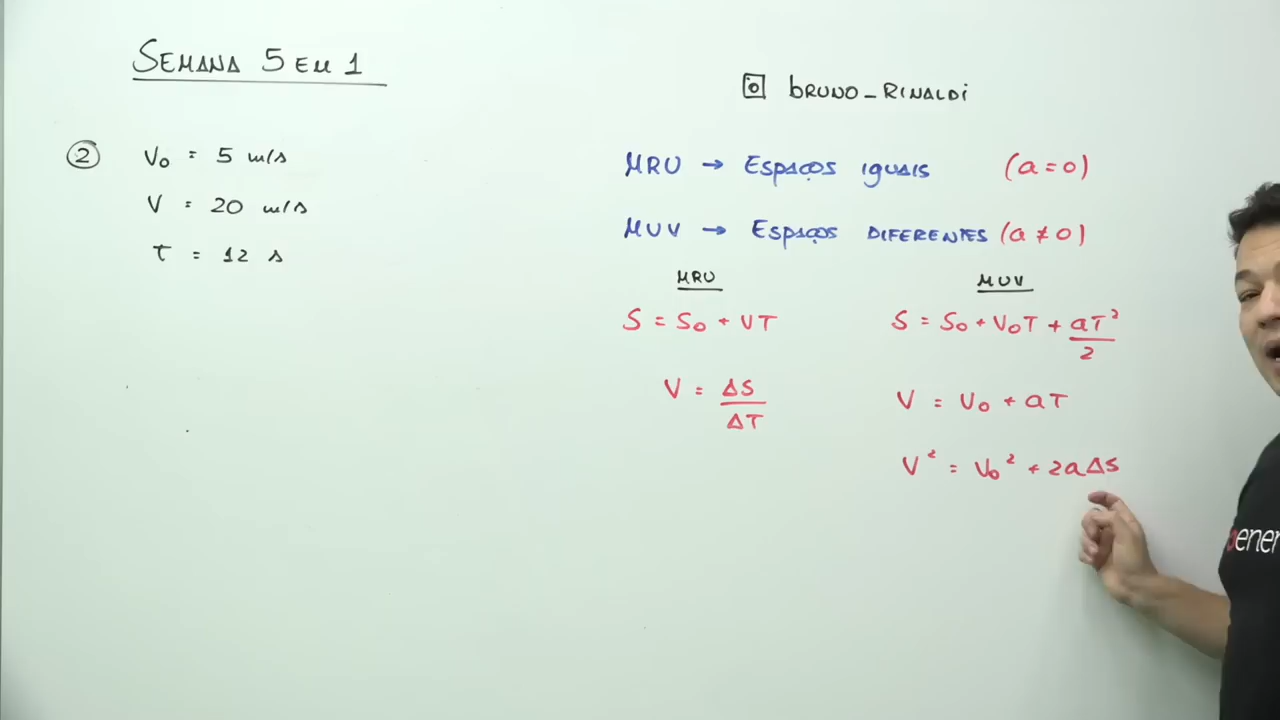 SEMANA 5 EM 1
bruno_RINALDi
② V₀ = 5 m/s
V = 20 m/s
T = 12 s
MRU → ESPAÇOS IGUAIS (a = 0)
MUV → ESPAÇOS DIFERENTES (a ≠ 0)
MRU
S = S₀ + VT
V = ΔS/ΔT
MUV
S = S₀ + V₀T + aT²/2
V = V₀ + aT
V² = V₀² + 2aΔS